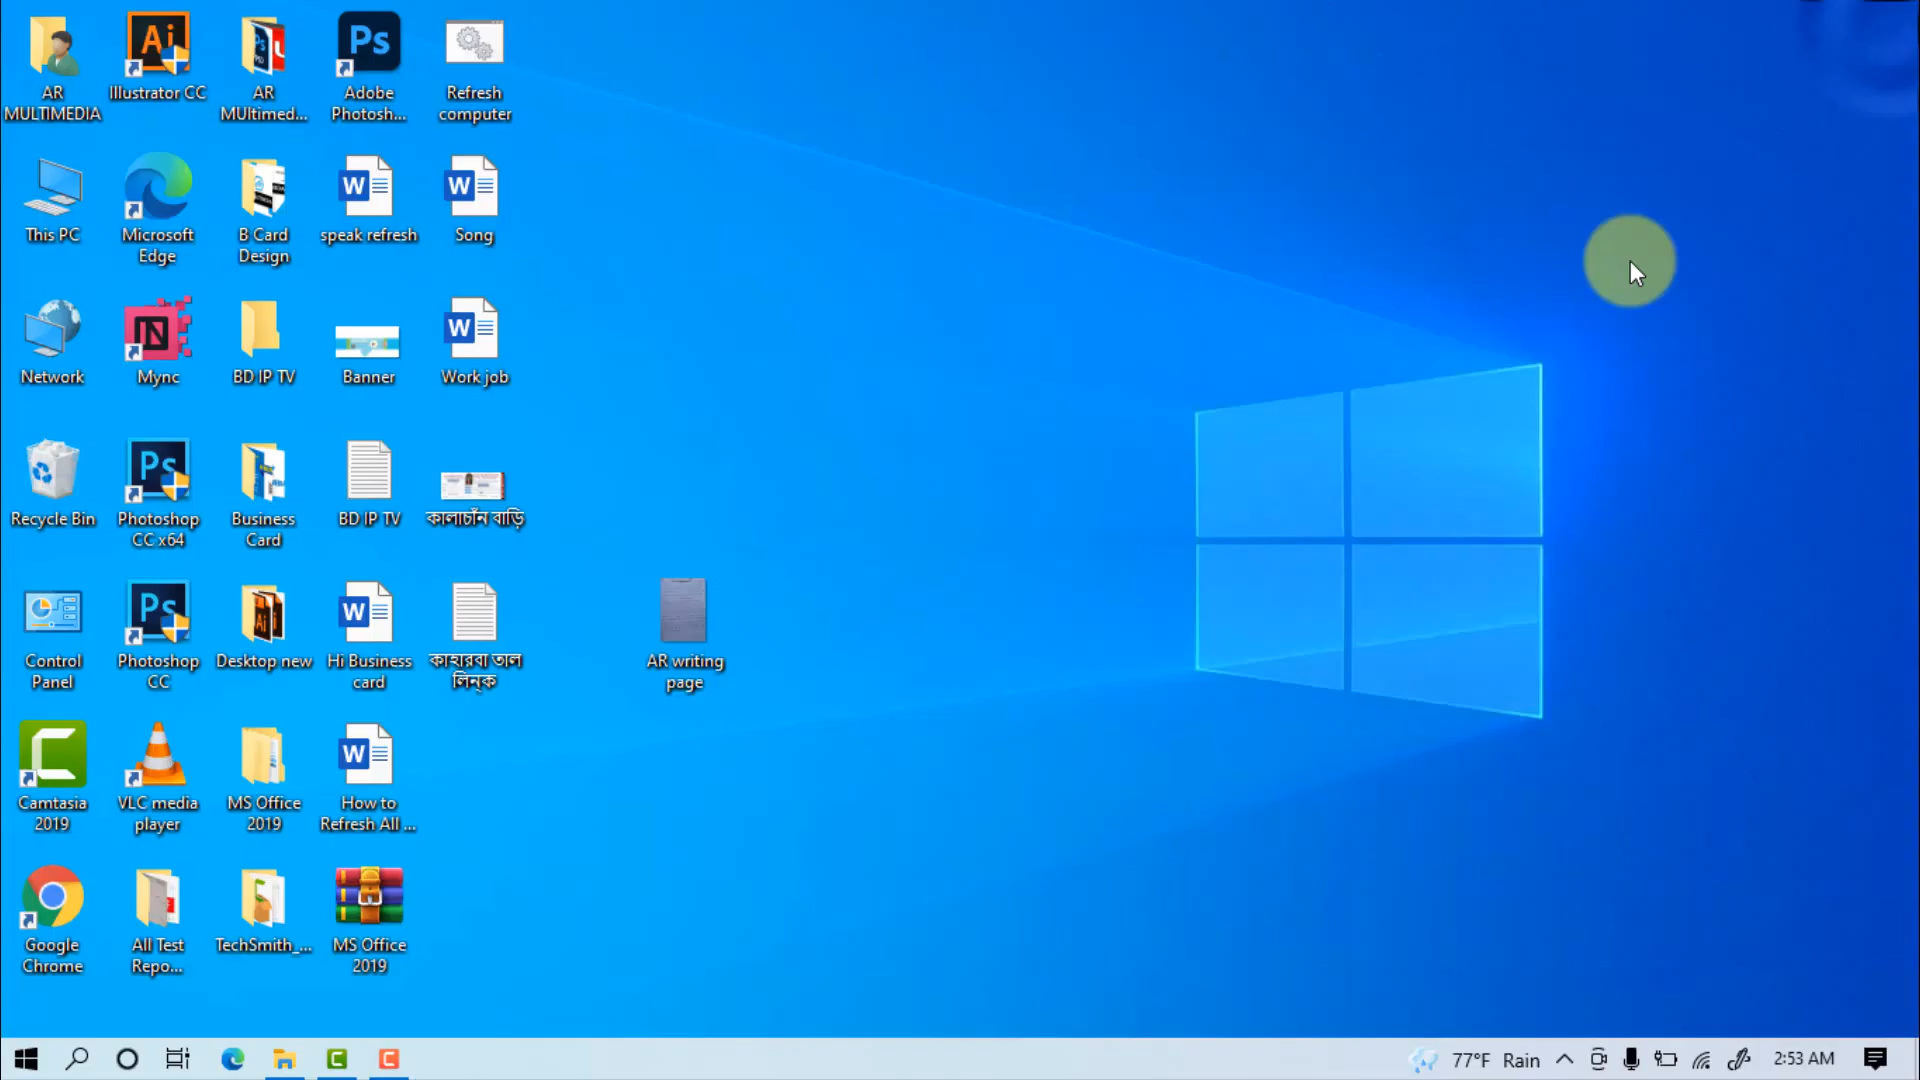 AR
MULTIMEDIA
Illustrator CC
AR
MUltimed...
Adobe
Photosh...
Refresh
computer
This PC
Microsoft
Edge
B Card
Design
speak refresh
Song
Network
Mync
BD IP TV
Banner
Work job
Recycle Bin
Photoshop
CC x64
Business
Card
BD IP TV
কালাচাঁন বাড়ি
Control
Panel
Photoshop
CC
Desktop new
Hi Business
card
কাহারবা তাল
লিন্ক
AR writing
page
Camtasia
2019
VLC media
player
MS Office
2019
How to
Refresh All ...
Google
Chrome
All Test
Repo...
TechSmith_...
MS Office
2019
77°F Rain
2:53 AM